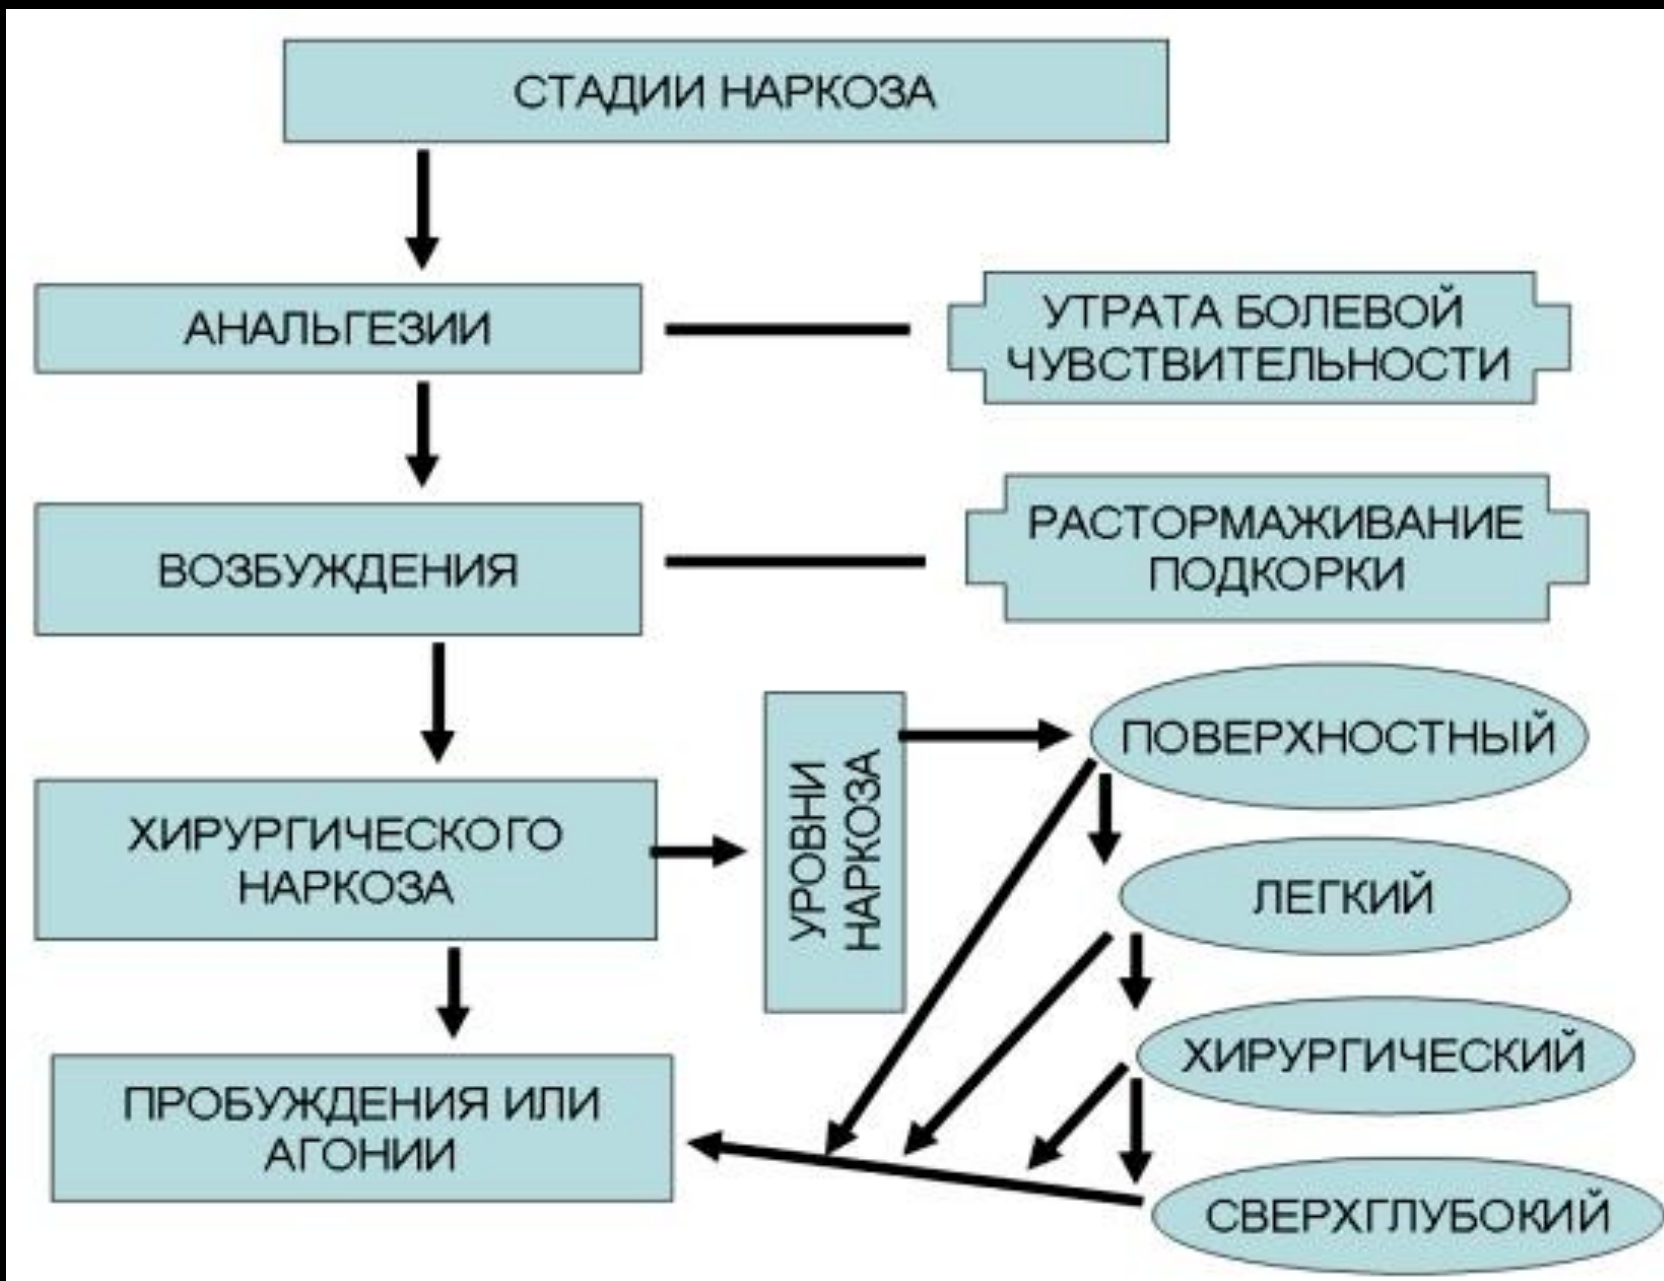 СТАДИИ НАРКОЗА
АНАЛЬГЕЗИИ
УТРАТА БОЛЕВОЙ
ЧУВСТВИТЕЛЬНОСТИ
ВОЗБУЖДЕНИЯ
РАСТОРМАЖИВАНИЕ
ПОДКОРКИ
ХИРУРГИЧЕСКОГО
НАРКОЗА
УРОВНИ
НАРКОЗА
ПОВЕРХНОСТНЫЙ
ЛЕГКИЙ
ХИРУРГИЧЕСКИЙ
СВЕРХГЛУБОКИЙ
ПРОБУЖДЕНИЯ ИЛИ
АГОНИИ